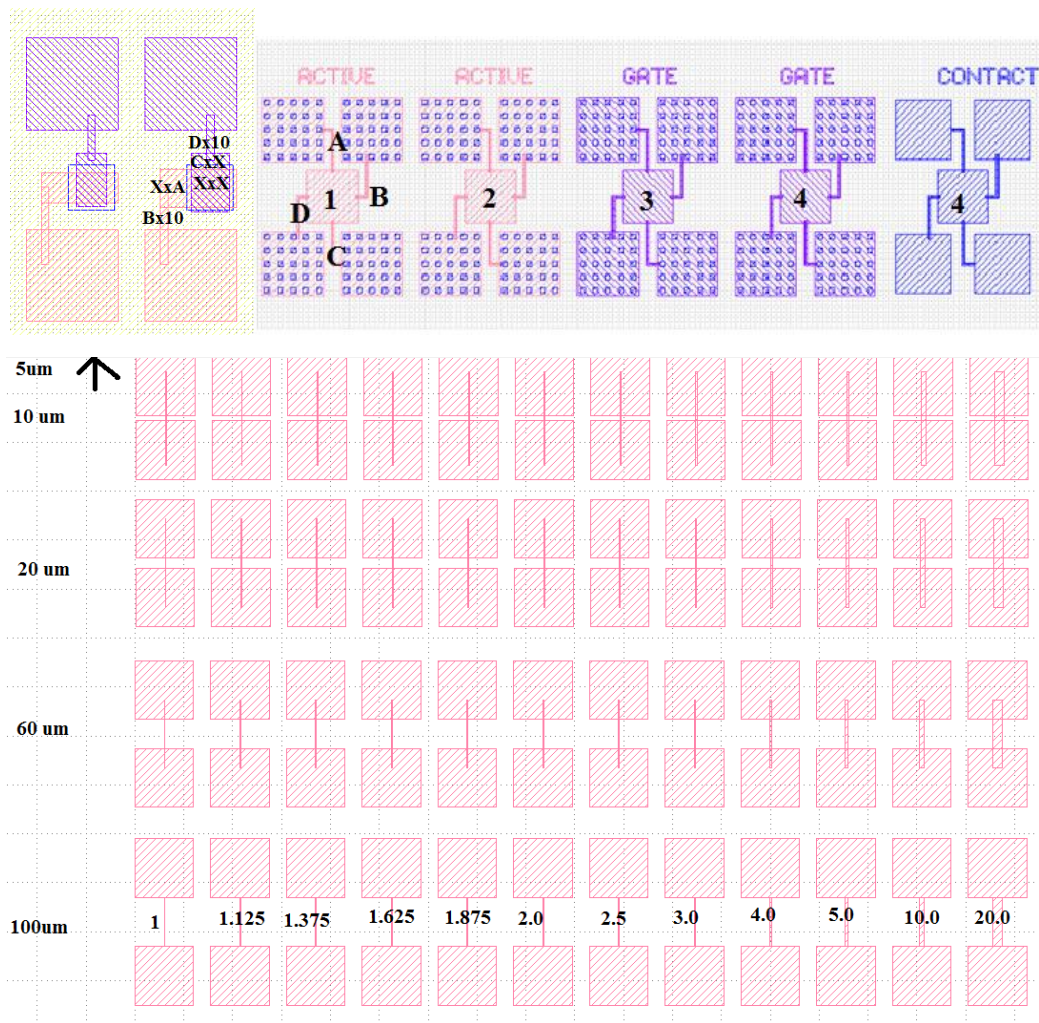 ACTIVE ACTIVE GATE GATE CONTACT
Dx10
CxX
XxA XxX
Bx10
A
B
1 2 3 4 4
D
C
5um
10 um
20 um
60 um
100um
1 1.125 1.375 1.625 1.875 2.0 2.5 3.0 4.0 5.0 10.0 20.0